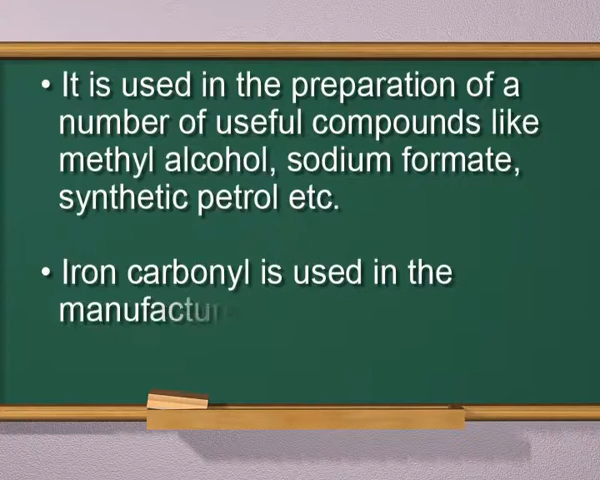 • It is used in the preparation of a
number of useful compounds like
methyl alcohol, sodium formate,
synthetic petrol etc.
• Iron carbonyl is used in the